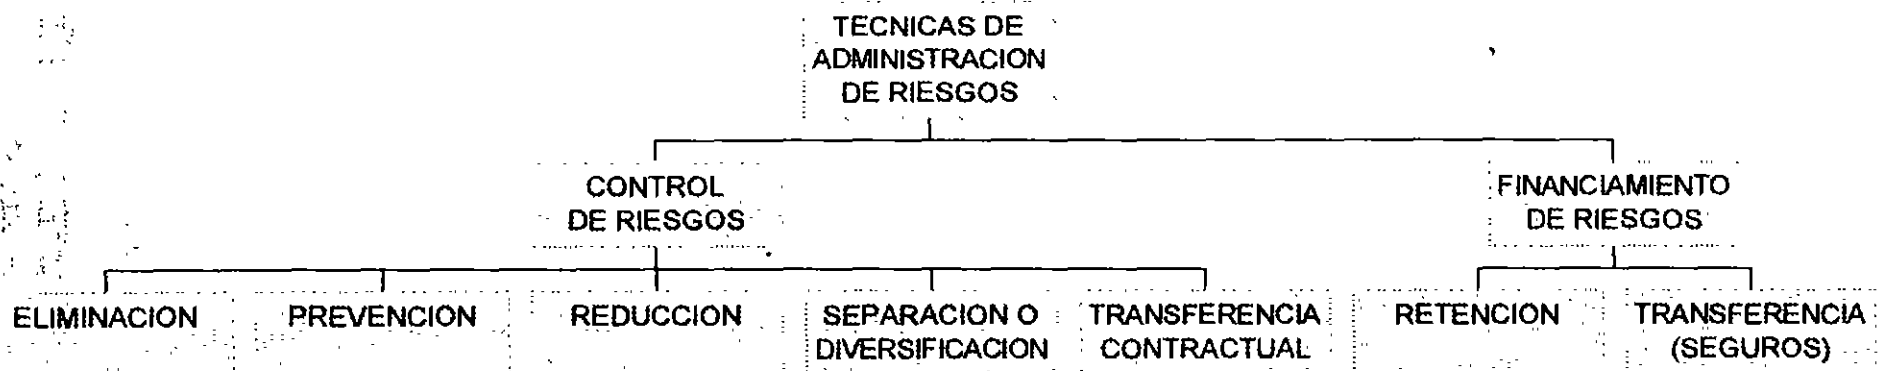 TECNICAS DE
ADMINISTRACION
DE RIESGOS
CONTROL
DE RIESGOS
FINANCIAMIENTO
DE RIESGOS
ELIMINACION
PREVENCION
REDUCCION
SEPARACION O
DIVERSIFICACION
TRANSFERENCIA
CONTRACTUAL
RETENCION
TRANSFERENCIA
(SEGUROS)